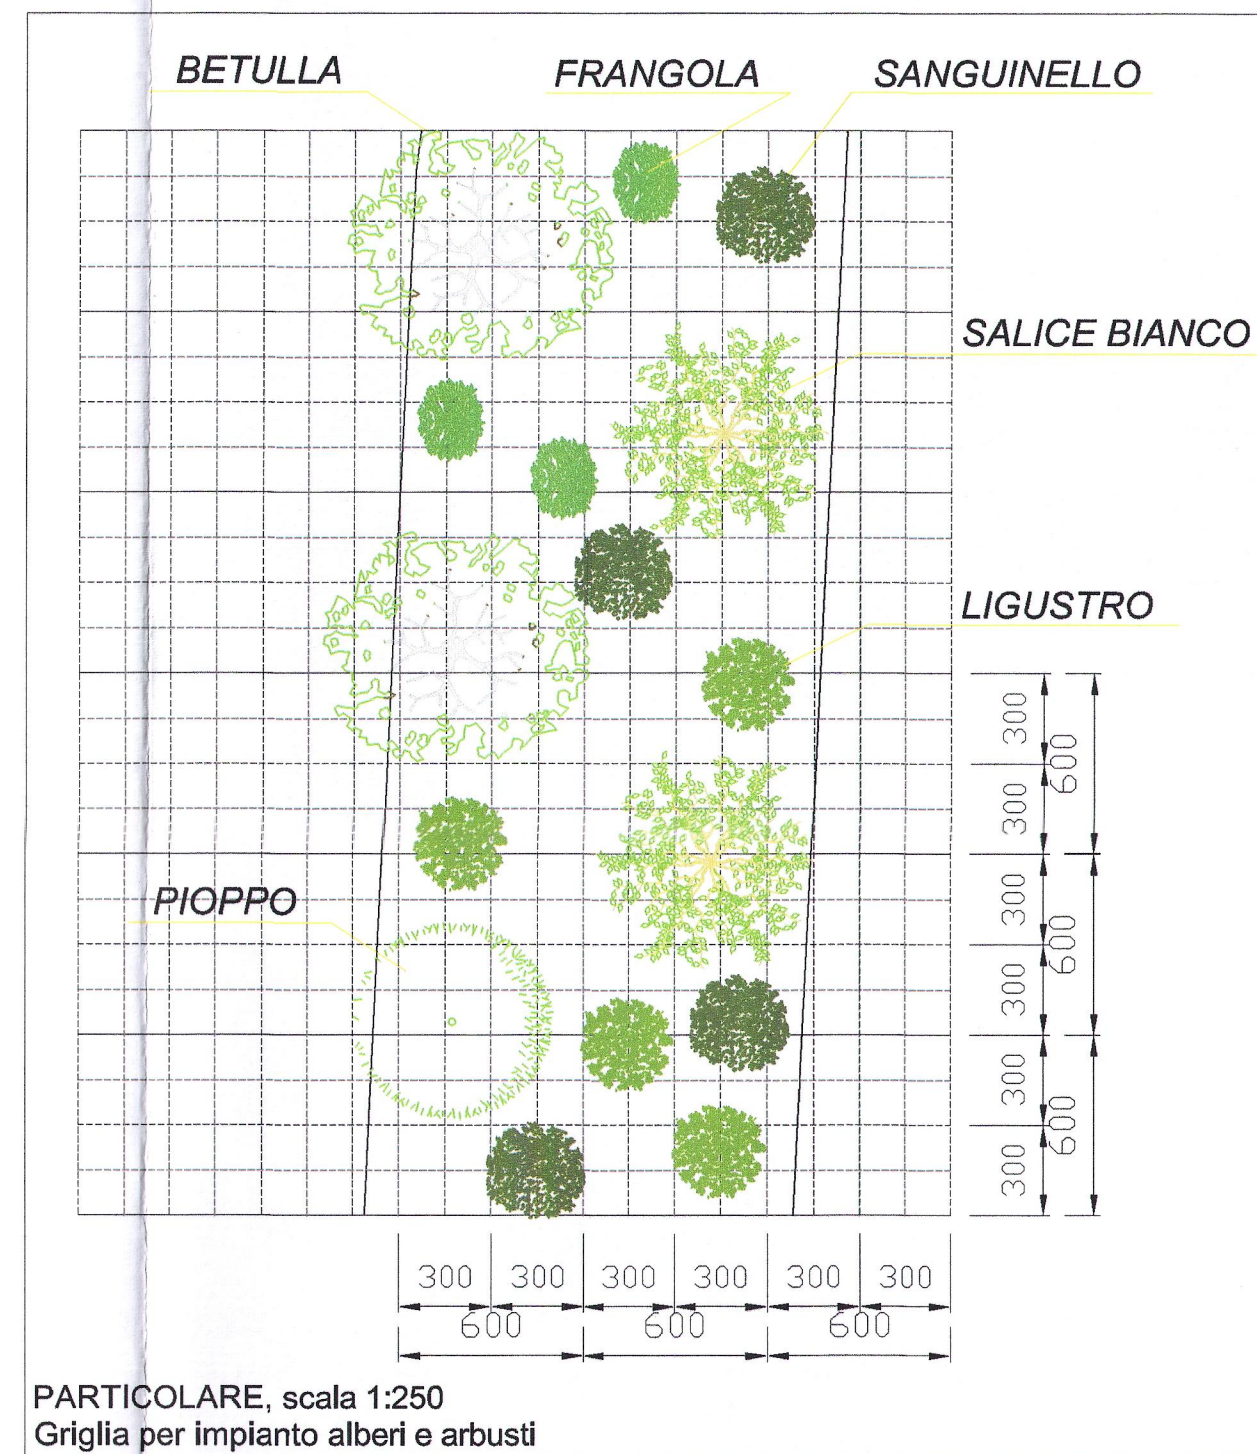 BETULLA
FRANGOLA
SANGUINELLO
SALICE BIANCO
LIGUSTRO
300
600
300
PIOPPO
300
600
300
300
600
300
300 300 300 300 300 300
600 600 600
PARTICOLARE, scala 1:250
Griglia per impianto alberi e arbusti